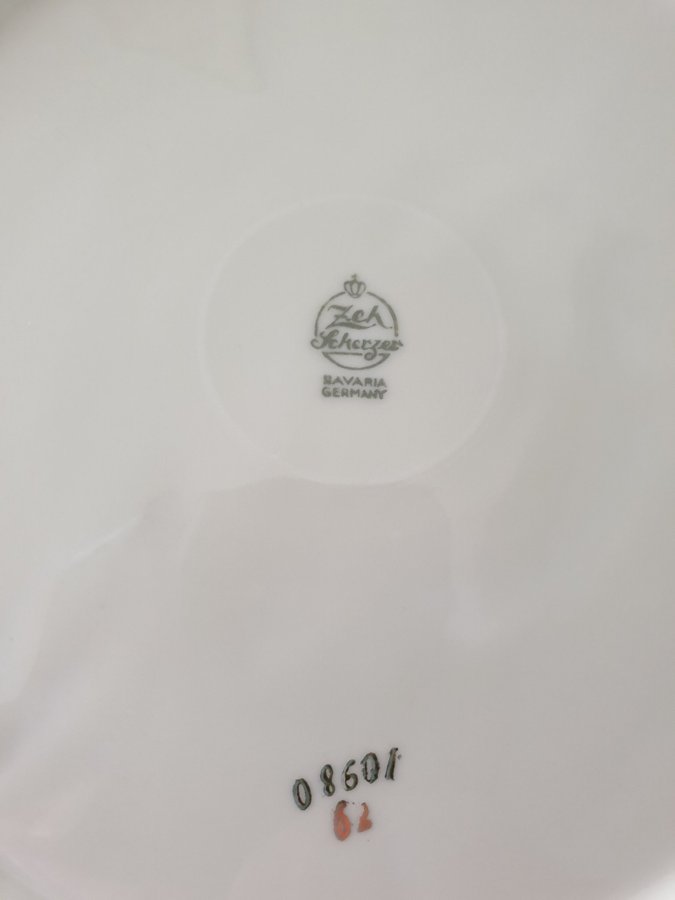 Zeh
Scherzer
BAVARIA
GERMANY
08601
62